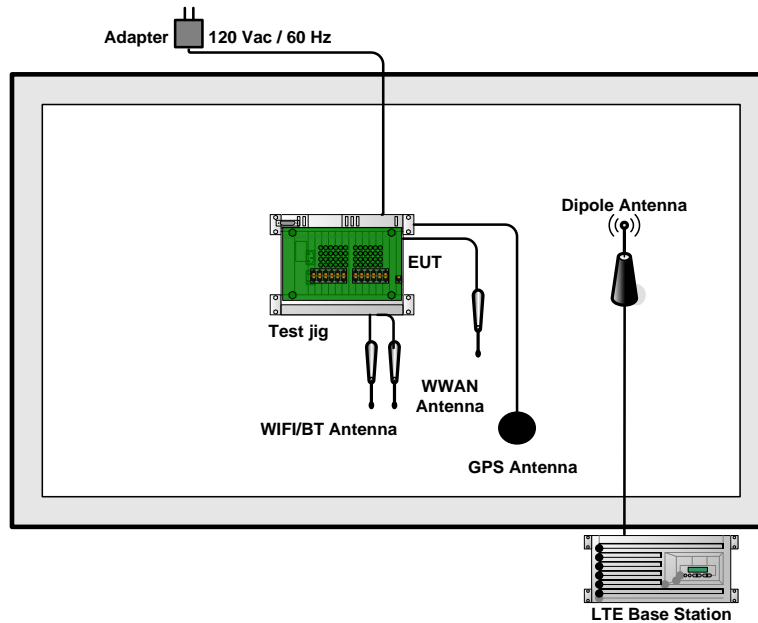 Adapter
120 Vac / 60 Hz
Dipole Antenna
EUT
Test jig
WWAN
Antenna
WIFI/BT Antenna
GPS Antenna
LTE Base Station